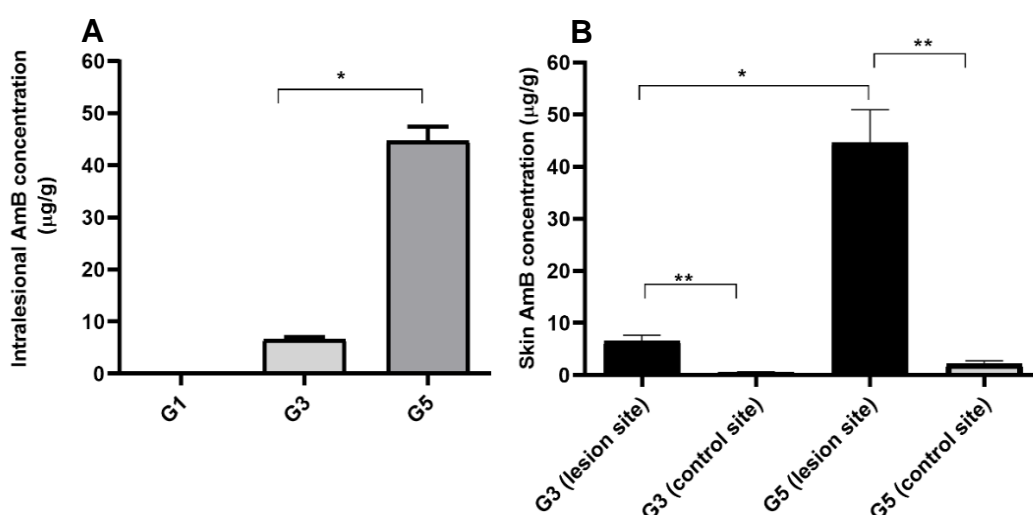 A
Intralesional AmB concentration
(µg/g)
60
50
40
30
20
10
0
*
G1
G3
G5
B
Skin AmB concentration (µg/g)
60
50
40
30
20
10
0
**
*
**
G3 (lesion site)
G3 (control site)
G5 (lesion site)
G5 (control site)